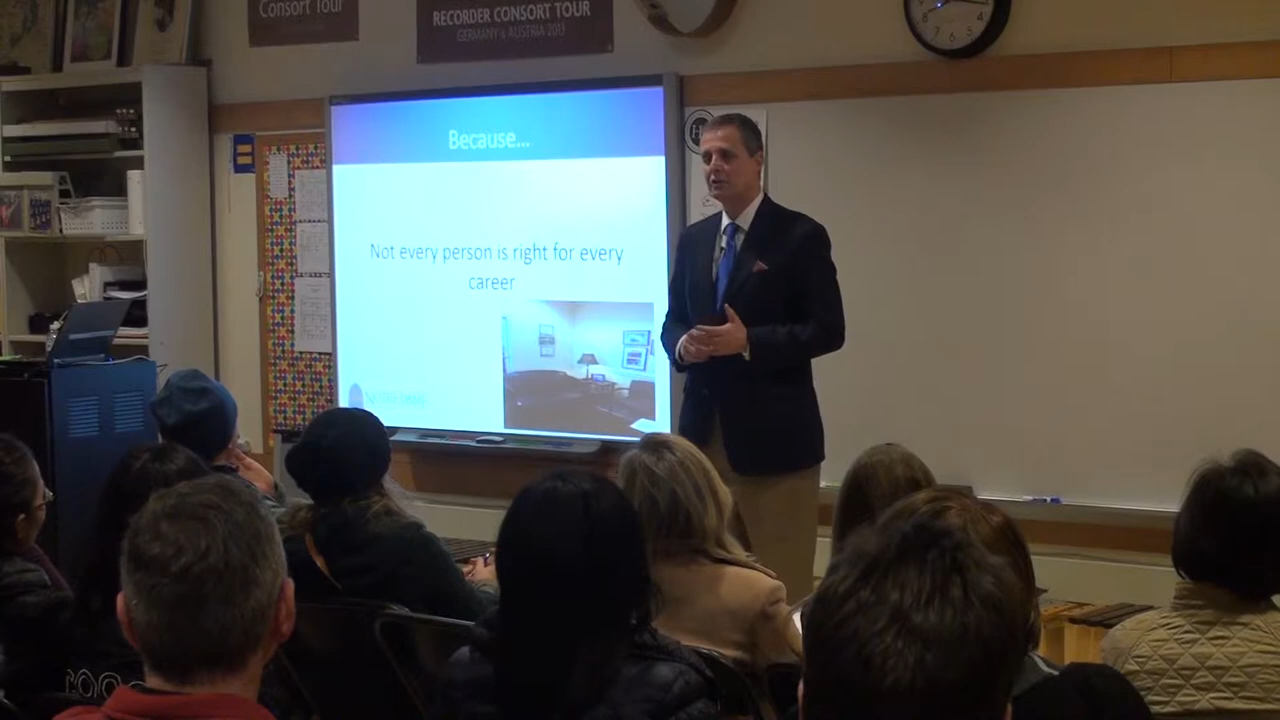 Consort Tour
RECORDER CONSORT TOUR
GERMANY & AUSTRIA 2013
Because...
Not every person is right for every
career